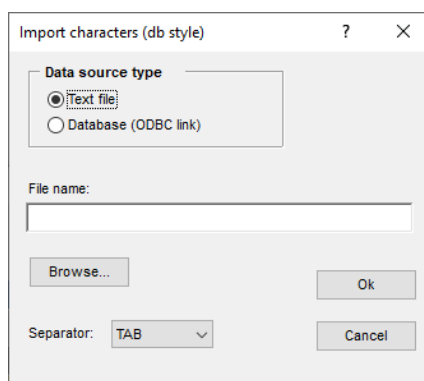 Import characters (db style) ? ×
Data source type
Text file
Database (ODBC link)
File name:
Browse...
Ok
Separator: TAB
Cancel